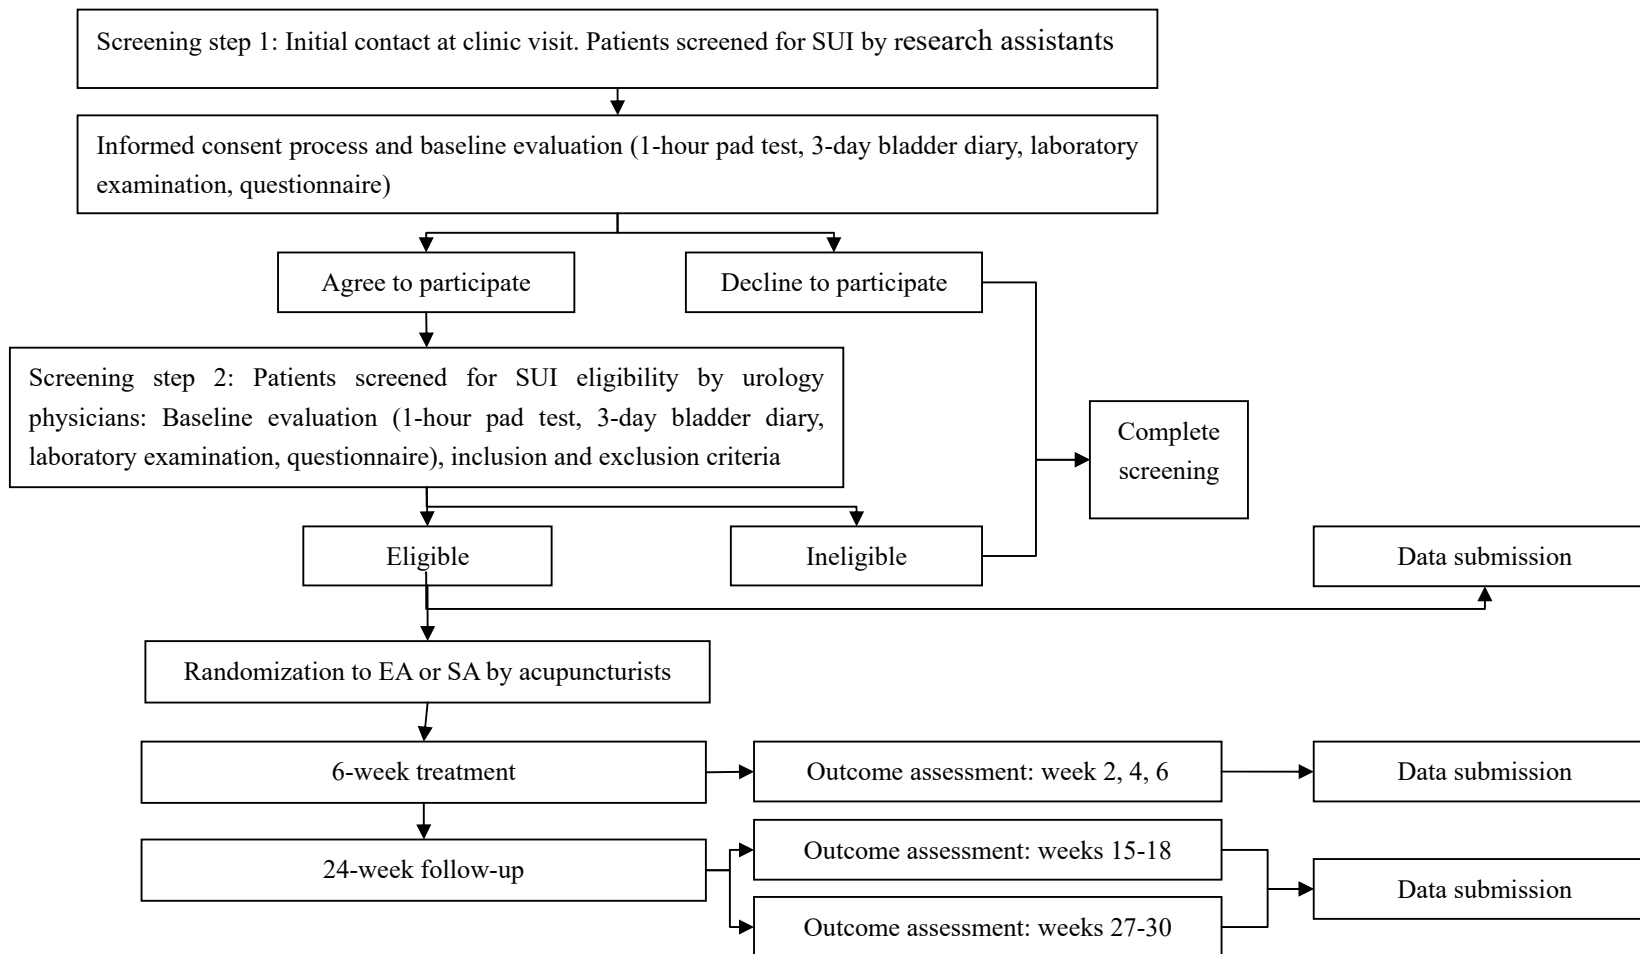 Screening step 1: Initial contact at clinic visit. Patients screened for SUI by research assistants
Informed consent process and baseline evaluation (1-hour pad test, 3-day bladder diary, laboratory
examination, questionnaire)
Agree to participate
Decline to participate
Screening step 2: Patients screened for SUI eligibility by urology
physicians: Baseline evaluation (1-hour pad test, 3-day bladder diary,
laboratory examination, questionnaire), inclusion and exclusion criteria
Complete
screening
Eligible
Ineligible
Data submission
Randomization to EA or SA by acupuncturists
6-week treatment
Outcome assessment: week 2, 4, 6
Data submission
24-week follow-up
Outcome assessment: weeks 15-18
Data submission
Outcome assessment: weeks 27-30